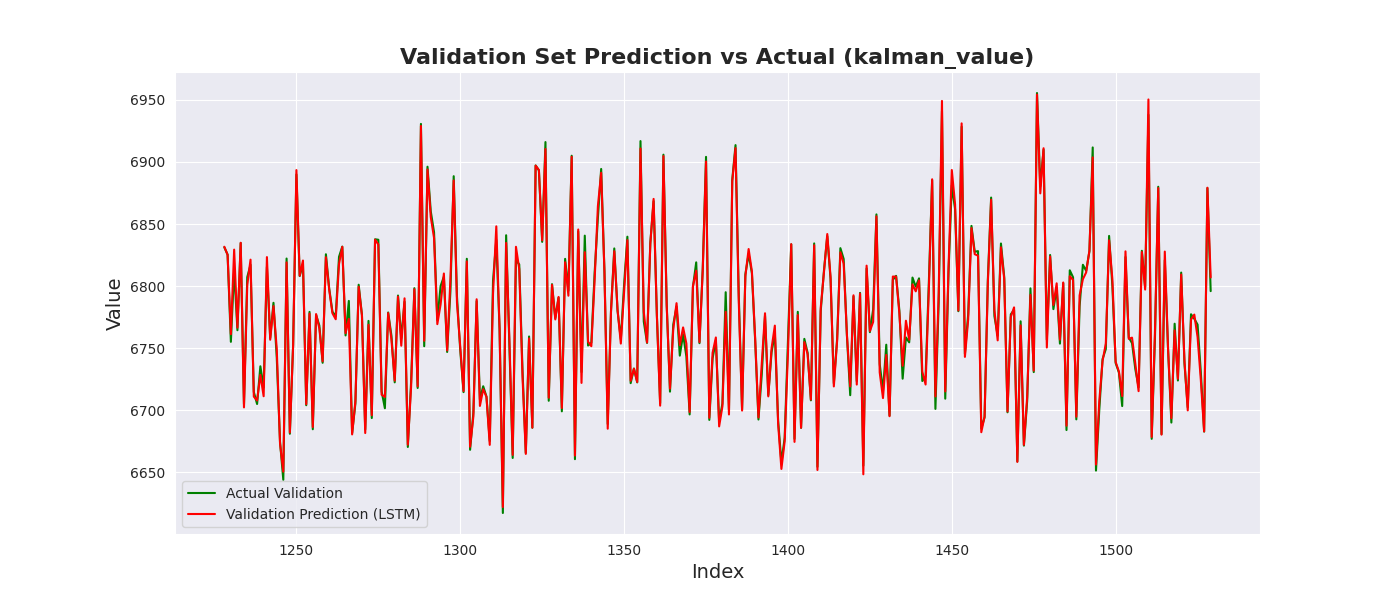 Validation Set Prediction vs Actual (kalman_value)
Value
6950
6900
6850
6800
6750
6700
6650
Actual Validation
Validation Prediction (LSTM)
1250 1300 1350 1400 1450 1500
Index